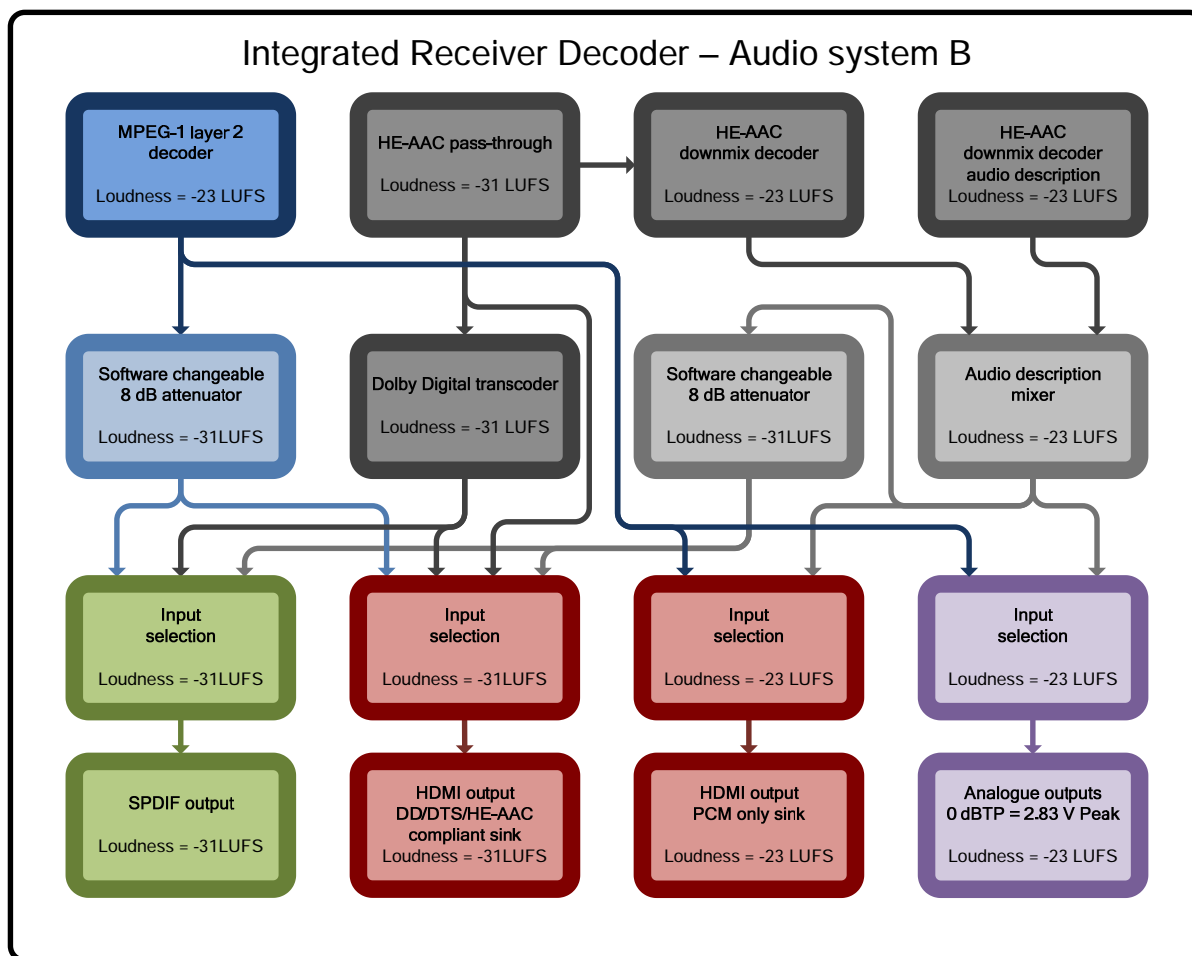 Integrated Receiver Decoder – Audio system B
MPEG-1 layer 2
decoder
Loudness = -23 LUFS
HE-AAC pass-through
Loudness = -31 LUFS
HE-AAC
downmix decoder
Loudness = -23 LUFS
HE-AAC
downmix decoder
audio description
Loudness = -23 LUFS
Software changeable
8 dB attenuator
Loudness = -31LUFS
Dolby Digital transcoder
Loudness = -31 LUFS
Software changeable
8 dB attenuator
Loudness = -31LUFS
Audio description
mixer
Loudness = -23 LUFS
Input
selection
Loudness = -31LUFS
Input
selection
Loudness = -31LUFS
Input
selection
Loudness = -23 LUFS
Input
selection
Loudness = -23 LUFS
SPDIF output
Loudness = -31LUFS
HDMI output
DD/DTS/HE-AAC
compliant sink
Loudness = -31LUFS
HDMI output
PCM only sink
Loudness = -23 LUFS
Analogue outputs
0 dBTP = 2.83 V Peak
Loudness = -23 LUFS